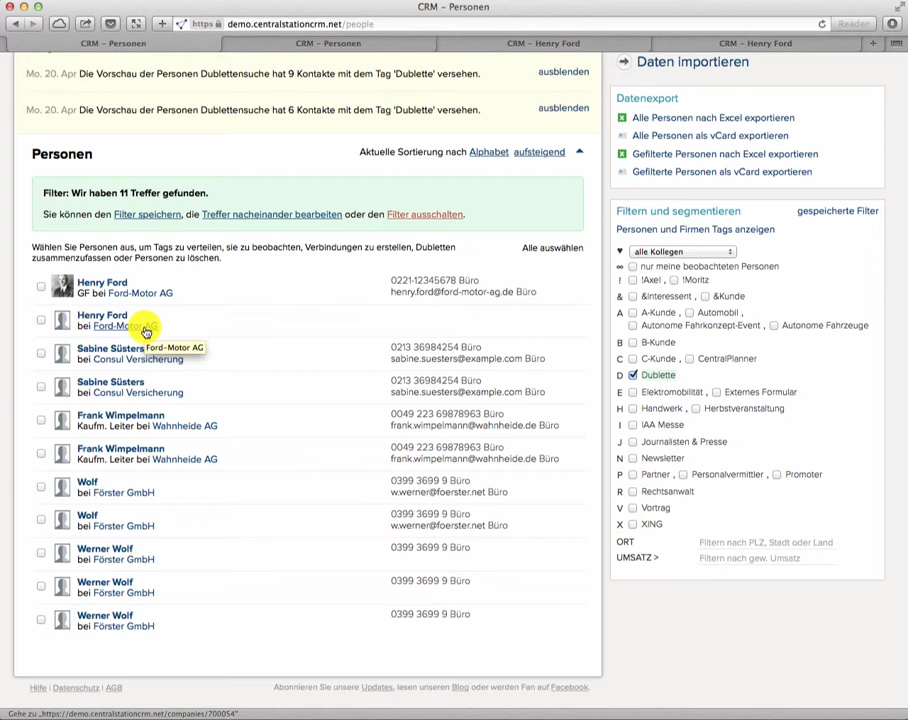 CRM – Personen
https demo.centralstationcrm.net/people
Reader
CRM – Personen
CRM – Personen
CRM – Henry Ford
CRM – Henry Ford
Mo. 20. Apr Die Vorschau der Personen Dublettensuche hat 9 Kontakte mit dem Tag 'Dublette' versehen. ausblenden
Mo. 20. Apr Die Vorschau der Personen Dublettensuche hat 6 Kontakte mit dem Tag 'Dublette' versehen. ausblenden
Personen
Aktuelle Sortierung nach Alphabet aufsteigend
Filter: Wir haben 11 Treffer gefunden.
Sie können den Filter speichern, die Treffer nacheinander bearbeiten oder den Filter ausschalten.
Wählen Sie Personen aus, um Tags zu verteilen, sie zu beobachten, Verbindungen zu erstellen, Dubletten
zusammenzufassen oder Personen zu löschen.
Alle auswählen
Henry Ford
GF bei Ford-Motor AG
0221-12345678 Büro
henry.ford@ford-motor-ag.de Büro
Henry Ford
bei Ford-Motor AG
Ford-Motor AG
Sabine Süsters
bei Consul Versicherung
0213 36984254 Büro
sabine.suesters@example.com Büro
Sabine Süsters
bei Consul Versicherung
0213 36984254 Büro
sabine.suesters@example.com Büro
Frank Wimpelmann
Kaufm. Leiter bei Wahnheide AG
0049 223 69878963 Büro
frank.wimpelmann@wahnheide.de Büro
Frank Wimpelmann
Kaufm. Leiter bei Wahnheide AG
0049 223 69878963 Büro
frank.wimpelmann@wahnheide.de Büro
Wolf
bei Förster GmbH
0399 3699 9 Büro
w.werner@foerster.net Büro
Wolf
bei Förster GmbH
0399 3699 9 Büro
w.werner@foerster.net Büro
Werner Wolf
bei Förster GmbH
0399 3699 9 Büro
Werner Wolf
bei Förster GmbH
0399 3699 9 Büro
Werner Wolf
bei Förster GmbH
0399 3699 9 Büro
Daten importieren
Datenexport
Alle Personen nach Excel exportieren
Alle Personen als vCard exportieren
Gefilterte Personen nach Excel exportieren
Gefilterte Personen als vCard exportieren
Filtern und segmentieren gespeicherte Filter
Personen und Firmen Tags anzeigen
alle Kollegen
nur meine beobachteten Personen
! !Axel , !Moritz
& &Interessent , &Kunde
A A-Kunde , Automobil ,
Autonome Fahrkonzept-Event , Autonome Fahrzeuge
B B-Kunde
C C-Kunde , CentralPlanner
D Dublette
E Elektromobilität , Externes Formular
H Handwerk , Herbstveranstaltung
I IAA Messe
J Journalisten & Presse
N Newsletter
P Partner , Personalvermittler , Promoter
R Rechtsanwalt
V Vortrag
X XING
ORT Filtern nach PLZ, Stadt oder Land
UMSATZ > Filtern nach gew. Umsatz
Hilfe | Datenschutz | AGB
Abonnieren Sie unsere Updates, lesen unseren Blog oder werden Fan auf Facebook.
Gehe zu „https://demo.centralstationcrm.net/companies/700054"